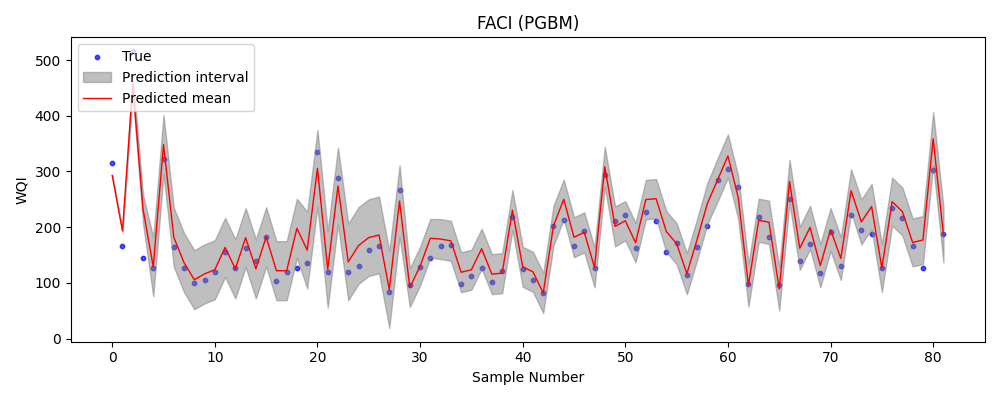 FACI (PGBM)
True
Prediction interval
Predicted mean
WQI
500
400
300
200
100
0
0 10 20 30 40 50 60 70 80
Sample Number